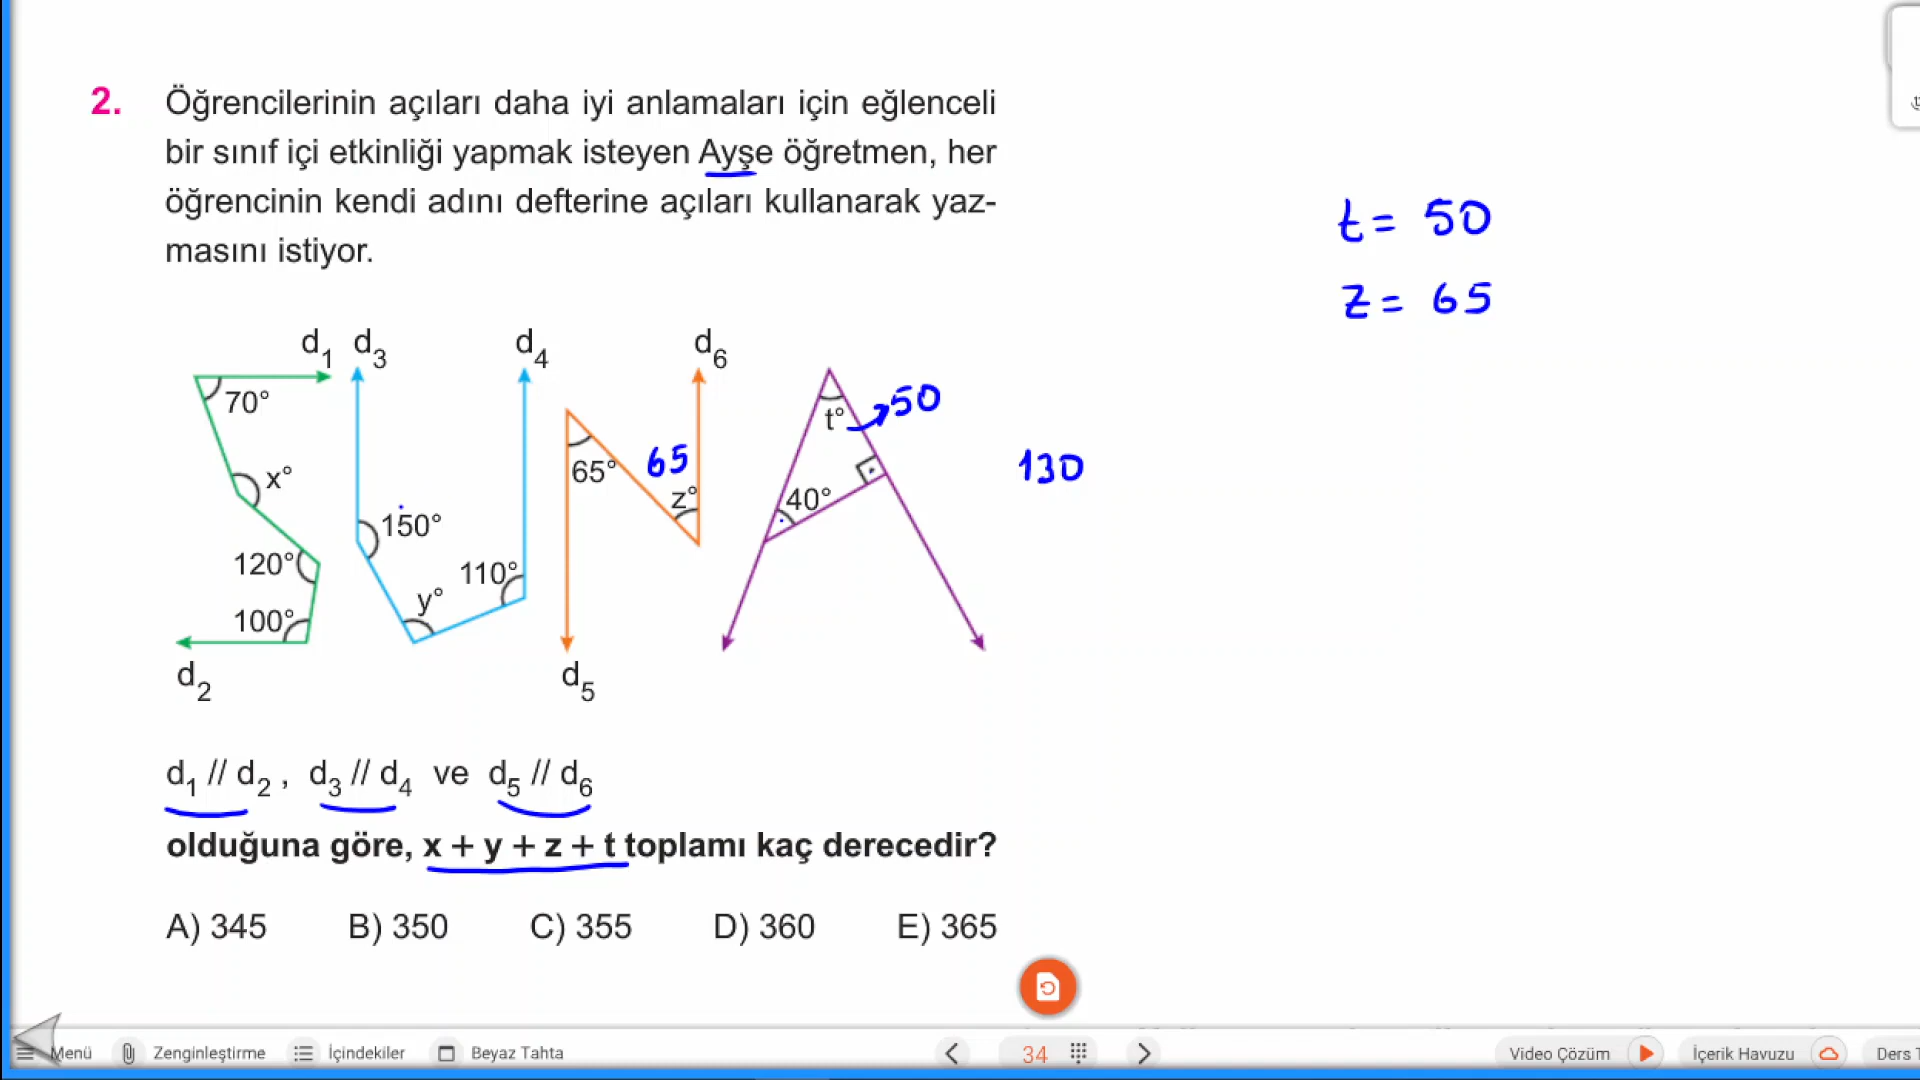 2. Öğrencilerinin açıları daha iyi anlamaları için eğlenceli
bir sınıf içi etkinliği yapmak isteyen Ayşe öğretmen, her
öğrencinin kendi adını defterine açıları kullanarak yaz-
masını istiyor.
t = 50
z = 65
d1 d3 d4 d6
70° x° 120° 100° d2
150° y° 110°
65° 65 z° d5
t° 50 40°
130
d1 // d2 , d3 // d4 ve d5 // d6
olduğuna göre, x + y + z + t toplamı kaç derecedir?
A) 345 B) 350 C) 355 D) 360 E) 365
Menü Zenginleştirme İçindekiler Beyaz Tahta 34 Video Çözüm İçerik Havuzu Ders